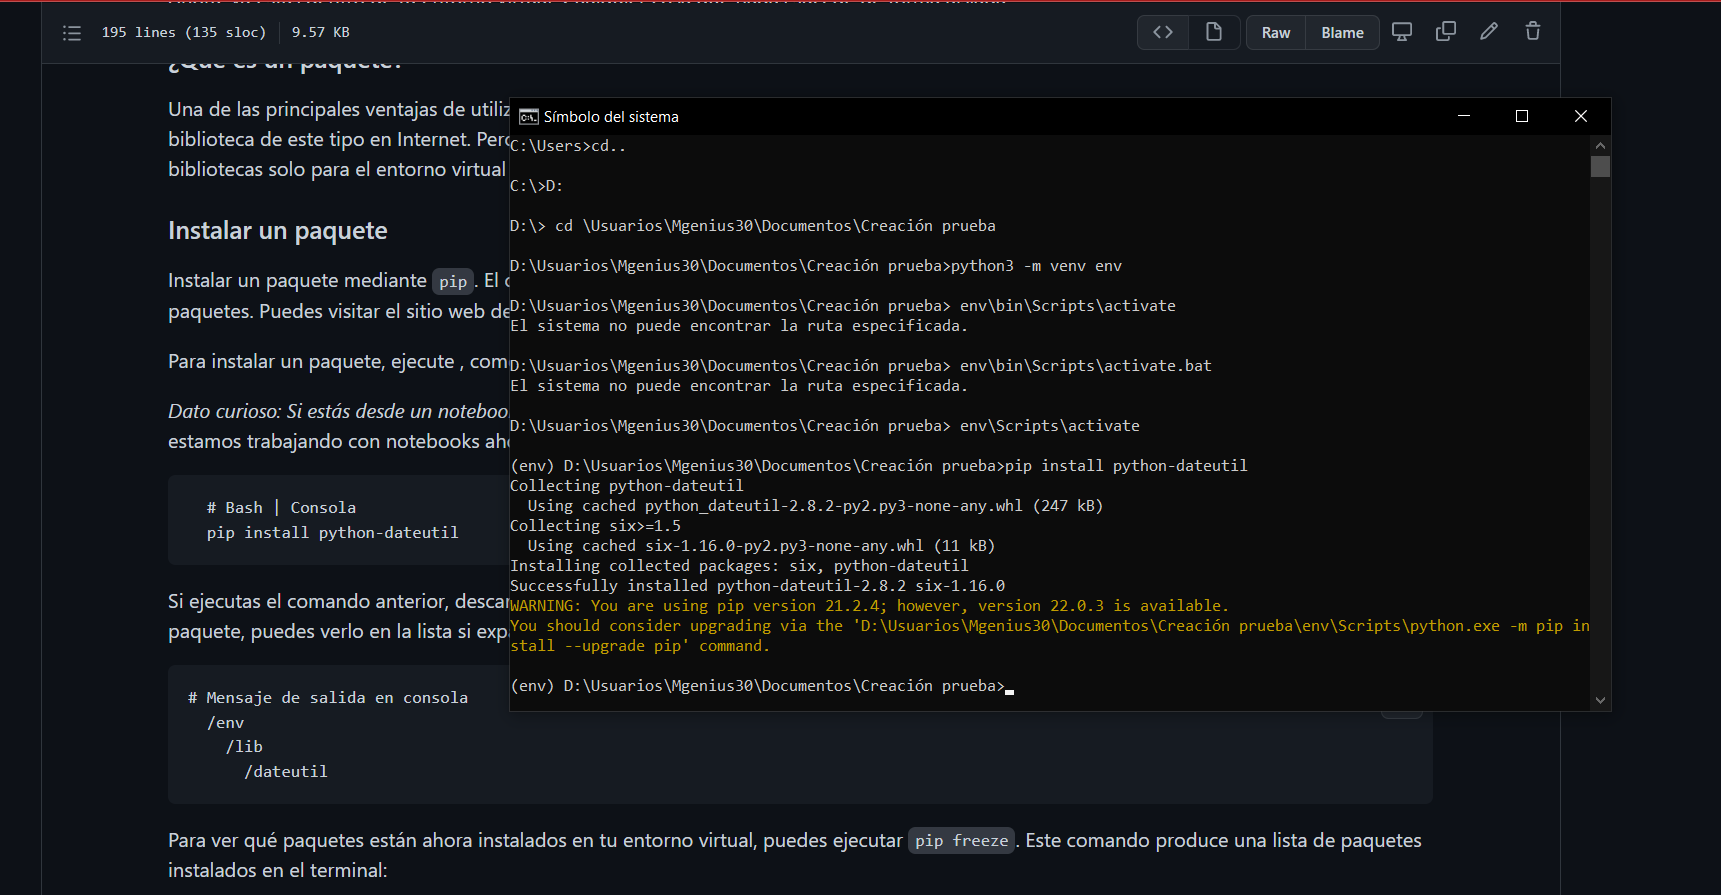 195 lines (135 sloc) 9.57 KB
Raw Blame
¿Qué es un paquete?
Una de las principales ventajas de utiliz
biblioteca de este tipo en Internet. Perc
bibliotecas solo para el entorno virtual
Instalar un paquete
Instalar un paquete mediante pip. El c
paquetes. Puedes visitar el sitio web de
Para instalar un paquete, ejecute , com
Dato curioso: Si estás desde un noteboo
estamos trabajando con notebooks aho
# Bash | Consola
pip install python-dateutil
Si ejecutas el comando anterior, descar
paquete, puedes verlo en la lista si exp
# Mensaje de salida en consola
/env
/lib
/dateutil
Para ver qué paquetes están ahora instalados en tu entorno virtual, puedes ejecutar pip freeze. Este comando produce una lista de paquetes
instalados en el terminal:
Símbolo del sistema
C:\Users>cd..
C:\>D:
D:\> cd \Usuarios\Mgenius30\Documentos\Creación prueba
D:\Usuarios\Mgenius30\Documentos\Creación prueba>python3 -m venv env
D:\Usuarios\Mgenius30\Documentos\Creación prueba> env\bin\Scripts\activate
El sistema no puede encontrar la ruta especificada.
D:\Usuarios\Mgenius30\Documentos\Creación prueba> env\bin\Scripts\activate.bat
El sistema no puede encontrar la ruta especificada.
D:\Usuarios\Mgenius30\Documentos\Creación prueba> env\Scripts\activate
(env) D:\Usuarios\Mgenius30\Documentos\Creación prueba>pip install python-dateutil
Collecting python-dateutil
Using cached python_dateutil-2.8.2-py2.py3-none-any.whl (247 kB)
Collecting six>=1.5
Using cached six-1.16.0-py2.py3-none-any.whl (11 kB)
Installing collected packages: six, python-dateutil
Successfully installed python-dateutil-2.8.2 six-1.16.0
WARNING: You are using pip version 21.2.4; however, version 22.0.3 is available.
You should consider upgrading via the 'D:\Usuarios\Mgenius30\Documentos\Creación prueba\env\Scripts\python.exe -m pip in
stall --upgrade pip' command.
(env) D:\Usuarios\Mgenius30\Documentos\Creación prueba>